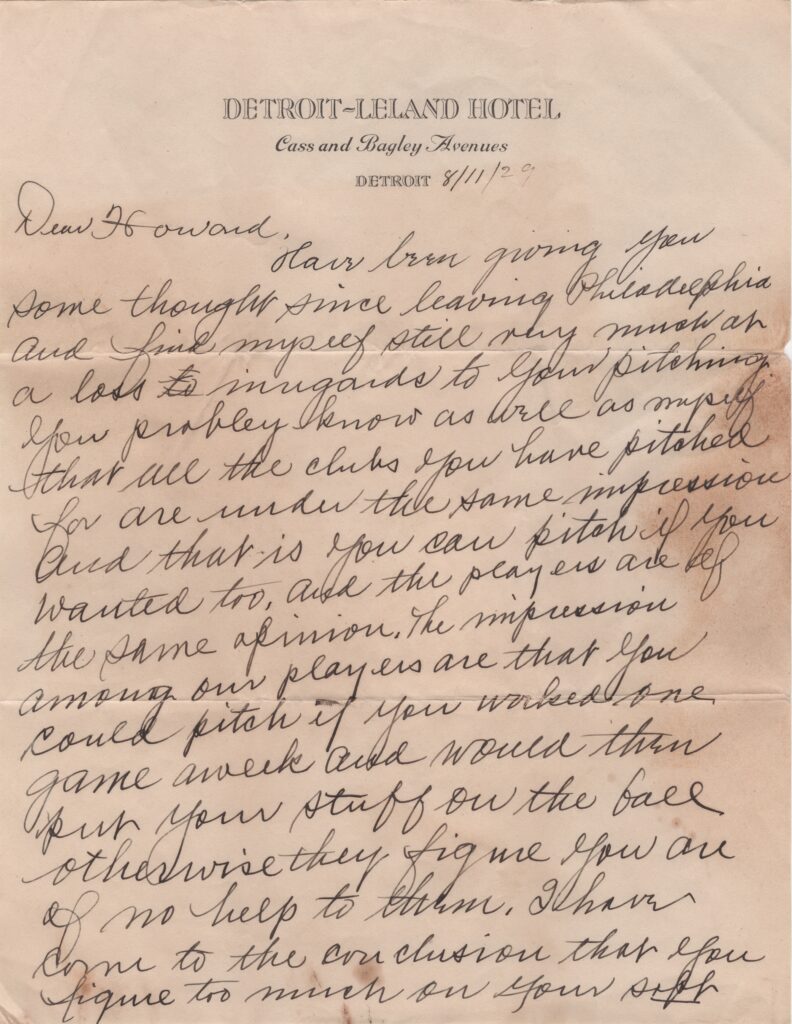 DETROIT-LELAND HOTEL
Cass and Bagley Avenues
DETROIT 8/11/29
Dear Howard,
Have been giving you
some thought since leaving Philadelphia
and find myself still very much at
a loss to inregards to your pitching.
You probley know as well as myself
that all the clubs you have pitched
for are under the same impression
and that is you can pitch if you
wanted too, and the players are of
the same opinion. The impression
among our players are that you
could pitch if you worked one
game aweek and would then
put your stuff on the ball
otherwise they figure you are
of no help to them. I have
come to the conclusion that you
figure too much on your soft